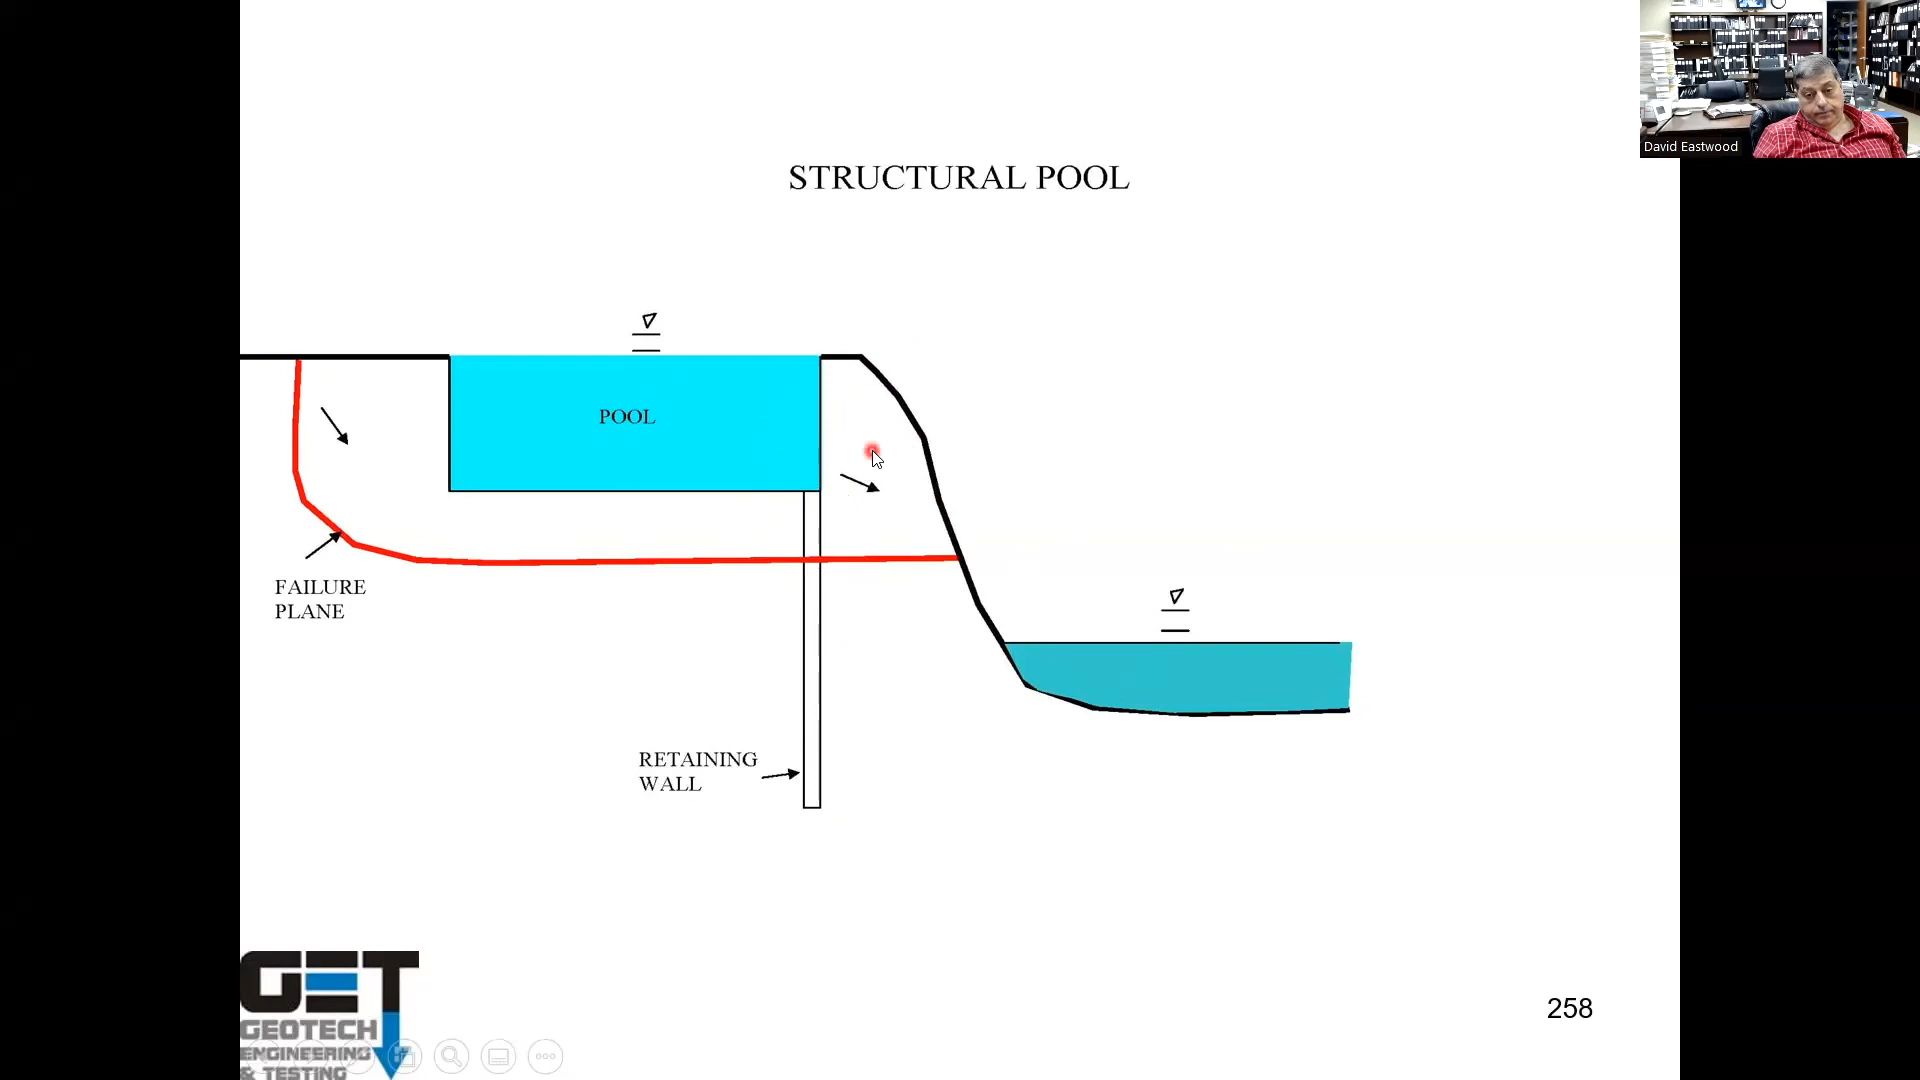 David Eastwood
STRUCTURAL POOL
POOL
FAILURE
PLANE
RETAINING
WALL
GET
GEOTECH
ENGINEERING
& TESTING
258